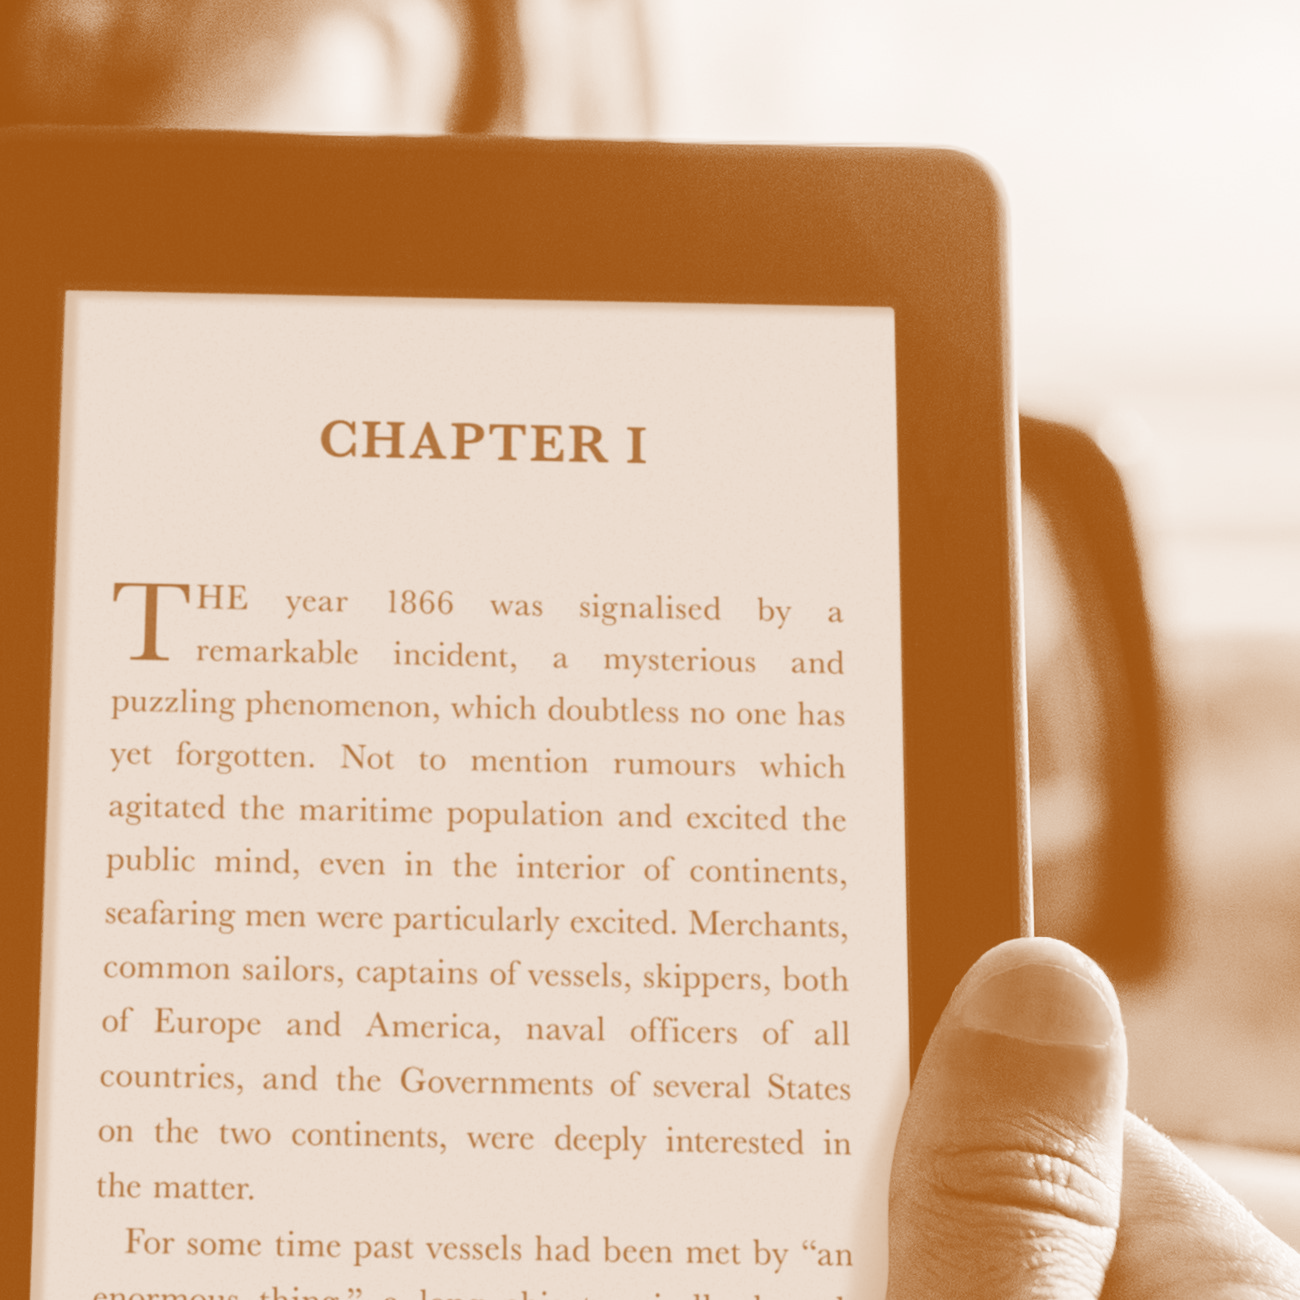 CHAPTER I
THE year 1866 was signalised by a
remarkable incident, a mysterious and
puzzling phenomenon, which doubtless no one has
yet forgotten. Not to mention rumours which
agitated the maritime population and excited the
public mind, even in the interior of continents,
seafaring men were particularly excited. Merchants,
common sailors, captains of vessels, skippers, both
of Europe and America, naval officers of all
countries, and the Governments of several States
on the two continents, were deeply interested in
the matter.
For some time past vessels had been met by “an
enormous thing,” a long